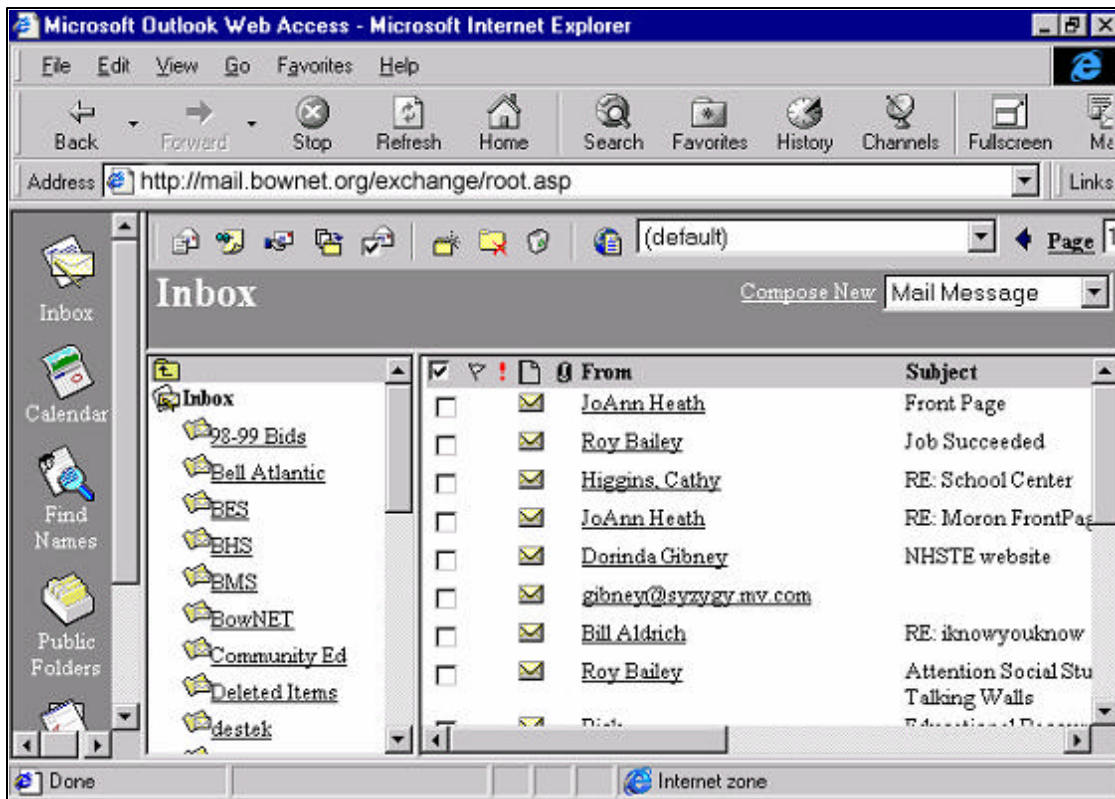 Microsoft Outlook Web Access - Microsoft Internet Explorer
File Edit View Go Favorites Help
Back Forward Stop Refresh Home Search Favorites History Channels Fullscreen
Address http://mail.bownet.org/exchange/root.asp Links
(default) Page
Inbox Compose New Mail Message
Inbox
Calendar
Find
Names
Public
Folders
Inbox
98-99 Bids
Bell Atlantic
BES
BHS
BMS
BowNET
Community Ed
Deleted Items
destek
From Subject
JoAnn Heath Front Page
Roy Bailey Job Succeeded
Higgins, Cathy RE: School Center
JoAnn Heath RE: Moron FrontPag
Dorinda Gibney NHSTE website
gibney@syzygy.mv.com
Bill Aldrich RE: iknowyouknow
Roy Bailey Attention Social Stu
Talking Walls
Done Internet zone